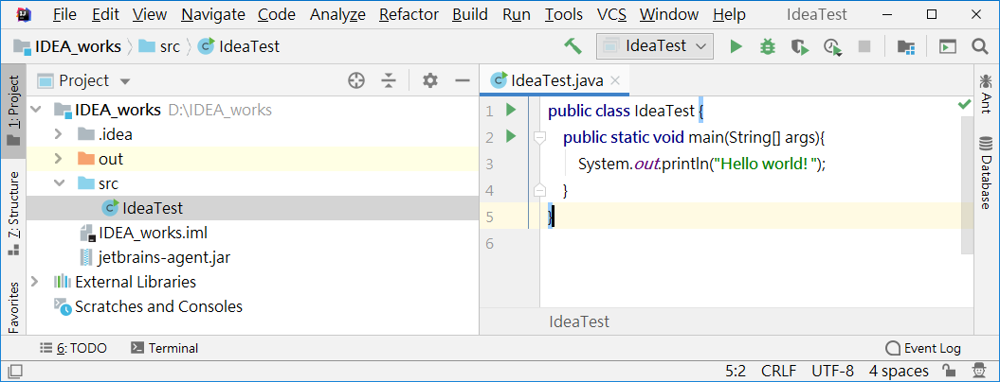 File Edit View Navigate Code Analyze Refactor Build Run Tools VCS Window Help IdeaTest
IDEA_works src IdeaTest IdeaTest
1: Project
7: Structure
Favorites
Project
IDEA_works D:\IDEA_works
.idea
out
src
IdeaTest
IDEA_works.iml
jetbrains-agent.jar
External Libraries
Scratches and Consoles
IdeaTest.java
1 public class IdeaTest {
2 public static void main(String[] args){
3 System.out.println("Hello world! ");
4 }
5 }
6
IdeaTest
Ant
Database
6: TODO Terminal Event Log
5:2 CRLF UTF-8 4 spaces